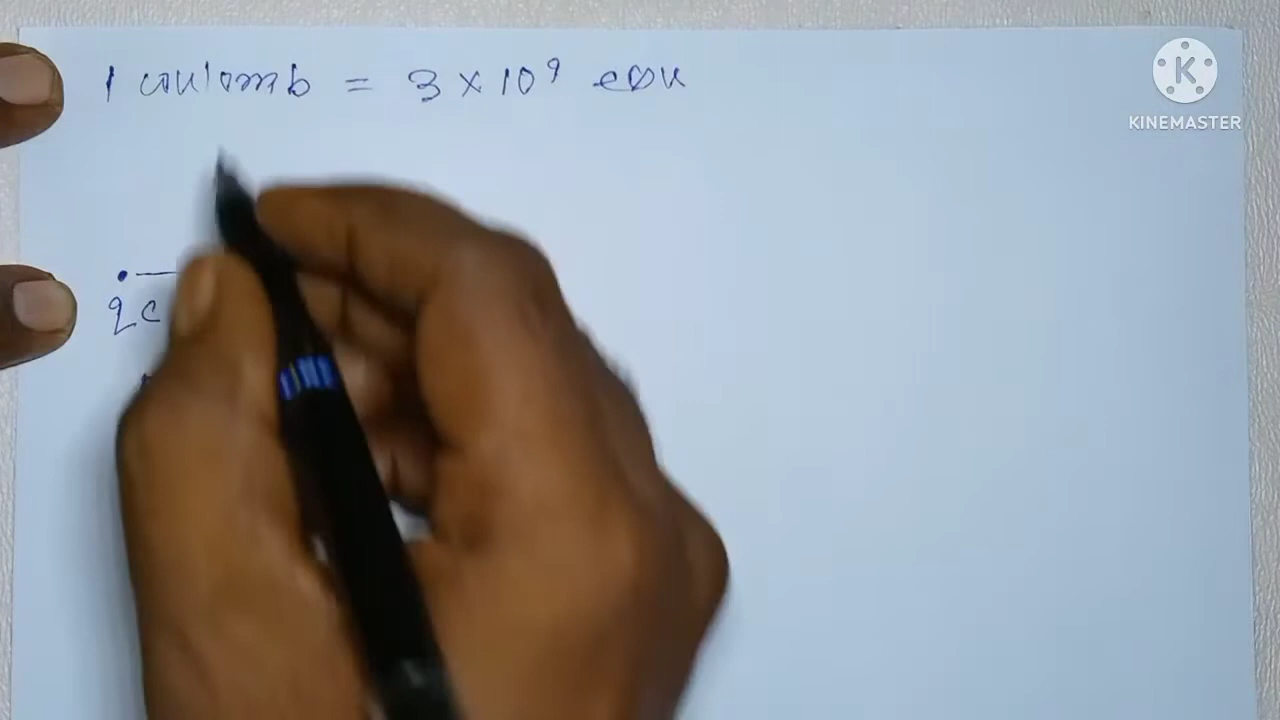 1 coulomb = 3 × 10⁹ esu
q c
K
KINEMASTER